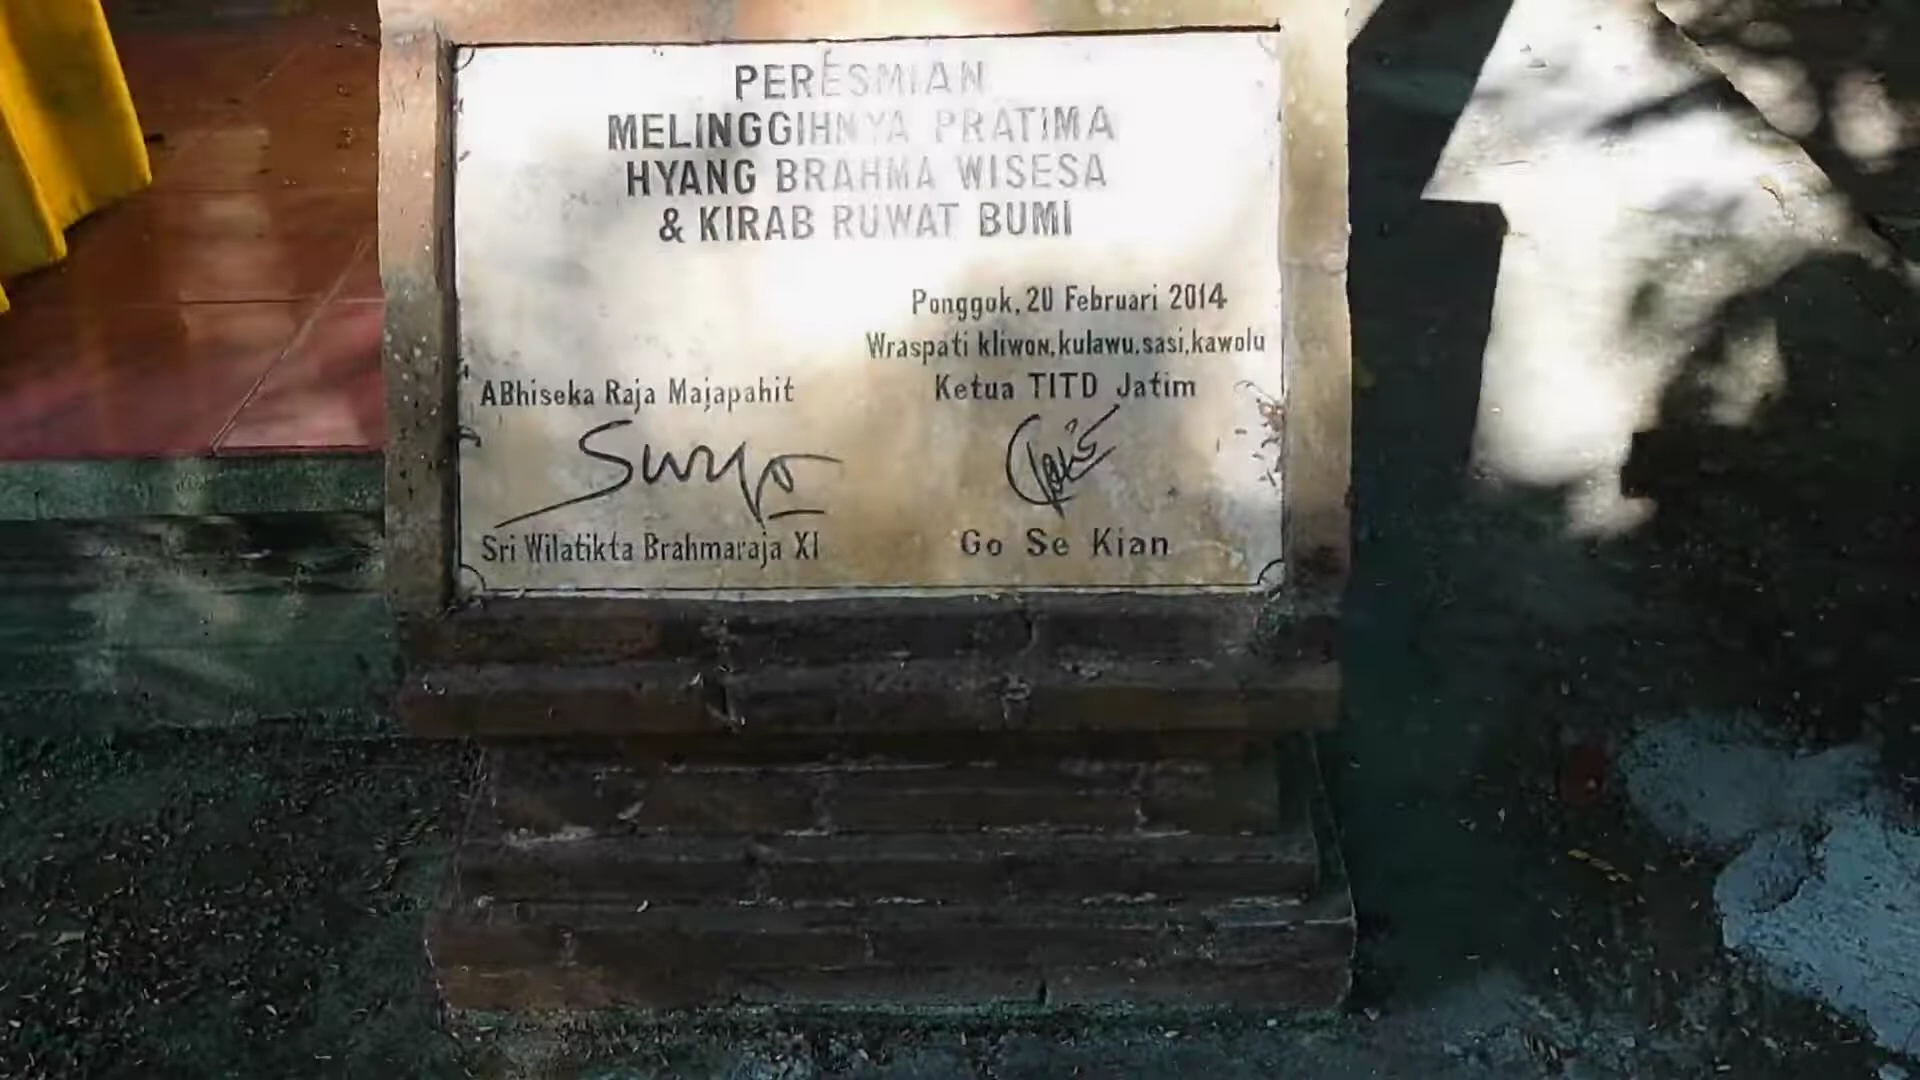 PERESMIAN
MELINGGIHNYA PRATIMA
HYANG BRAHMA WISESA
& KIRAB RUWAT BUMI
Ponggok, 20 Februari 2014
Wraspati kliwon,kulawu,sasi,kawolu
ABhiseka Raja Majapahit
Ketua TITD Jatim
Suryo
Sri Wilatikta Brahmaraja XI
Go Se Kian